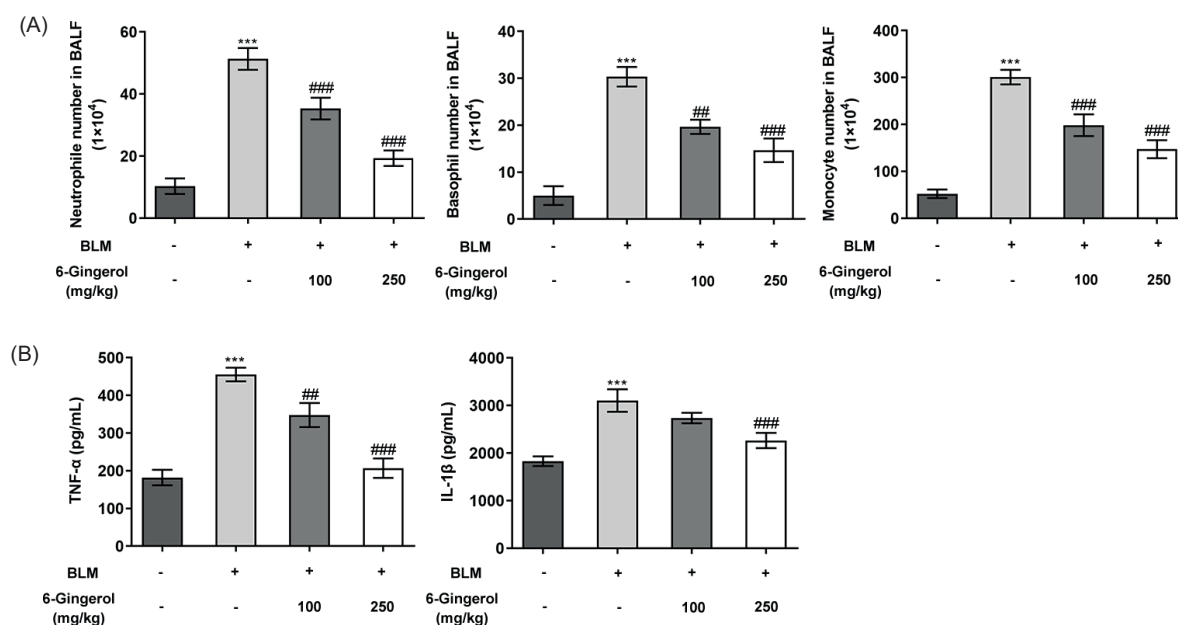 (A)
Neutrophile number in BALF
(1×10⁴)
60
40
20
0
***
###
###
BLM - + + +
6-Gingerol
(mg/kg) - - 100 250
Basophil number in BALF
(1×10⁴)
40
30
20
10
0
***
##
###
BLM - + + +
6-Gingerol
(mg/kg) - - 100 250
Monocyte number in BALF
(1×10⁴)
400
300
200
100
0
***
###
###
BLM - + + +
6-Gingerol
(mg/kg) - - 100 250
(B)
TNF-α (pg/mL)
500
400
300
200
100
0
***
##
###
BLM - + + +
6-Gingerol
(mg/kg) - - 100 250
IL-1β (pg/mL)
4000
3000
2000
1000
0
***
###
BLM - + + +
6-Gingerol
(mg/kg) - - 100 250